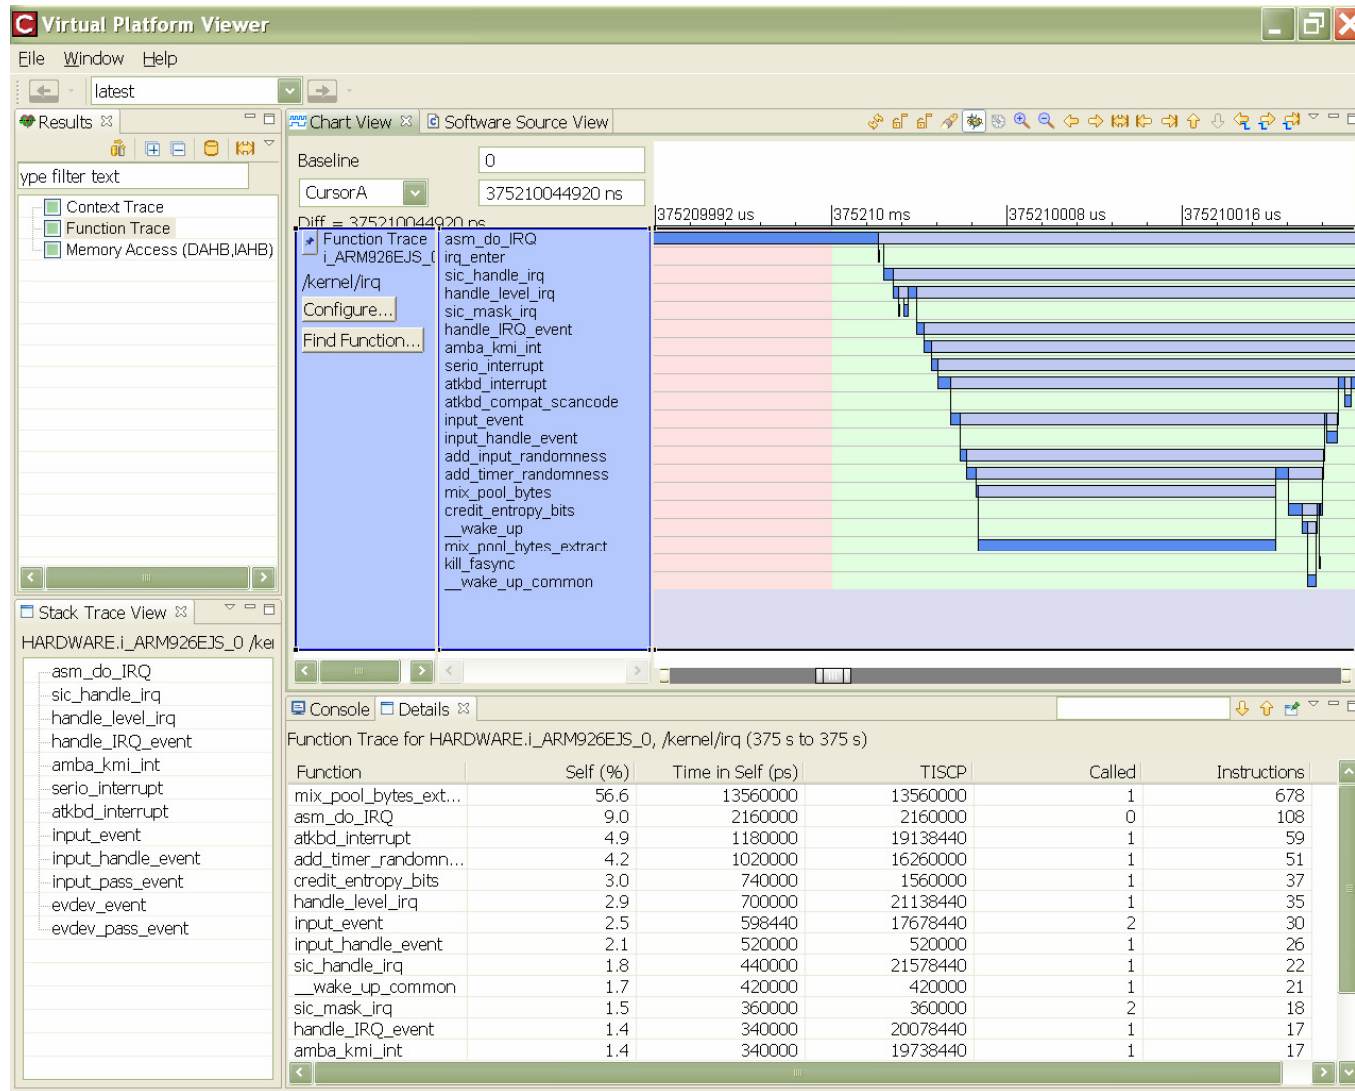 C Virtual Platform Viewer
File Window Help
latest
Results
ype filter text
Context Trace
Function Trace
Memory Access (DAHB,IAHB)
Chart View Software Source View
Baseline 0
CursorA 375210044920 ns
Diff = 375210044920 ns
375209992 us 375210 ms 375210008 us 375210016 us
Function Trace
i_ARM926EJS_
/kernel/irq
Configure...
Find Function...
asm_do_IRQ
irq_enter
sic_handle_irq
handle_level_irq
sic_mask_irq
handle_IRQ_event
amba_kmi_int
serio_interrupt
atkbd_interrupt
atkbd_compat_scancode
input_event
input_handle_event
add_input_randomness
add_timer_randomness
mix_pool_bytes
credit_entropy_bits
__wake_up
mix_pool_bytes_extract
kill_fasync
__wake_up_common
Stack Trace View
HARDWARE.i_ARM926EJS_0 /ker
asm_do_IRQ
sic_handle_irq
handle_level_irq
handle_IRQ_event
amba_kmi_int
serio_interrupt
atkbd_interrupt
input_event
input_handle_event
input_pass_event
evdev_event
evdev_pass_event
Console Details
Function Trace for HARDWARE.i_ARM926EJS_0, /kernel/irq (375 s to 375 s)
Function Self (%) Time in Self (ps) TISCP Called Instructions
mix_pool_bytes_ext... 56.6 13560000 13560000 1 678
asm_do_IRQ 9.0 2160000 2160000 0 108
atkbd_interrupt 4.9 1180000 19138440 1 59
add_timer_randomn... 4.2 1020000 16260000 1 51
credit_entropy_bits 3.0 740000 1560000 1 37
handle_level_irq 2.9 700000 21138440 1 35
input_event 2.5 598440 17678440 2 30
input_handle_event 2.1 520000 520000 1 26
sic_handle_irq 1.8 440000 21578440 1 22
__wake_up_common 1.7 420000 420000 1 21
sic_mask_irq 1.5 360000 360000 2 18
handle_IRQ_event 1.4 340000 20078440 1 17
amba_kmi_int 1.4 340000 19738440 1 17